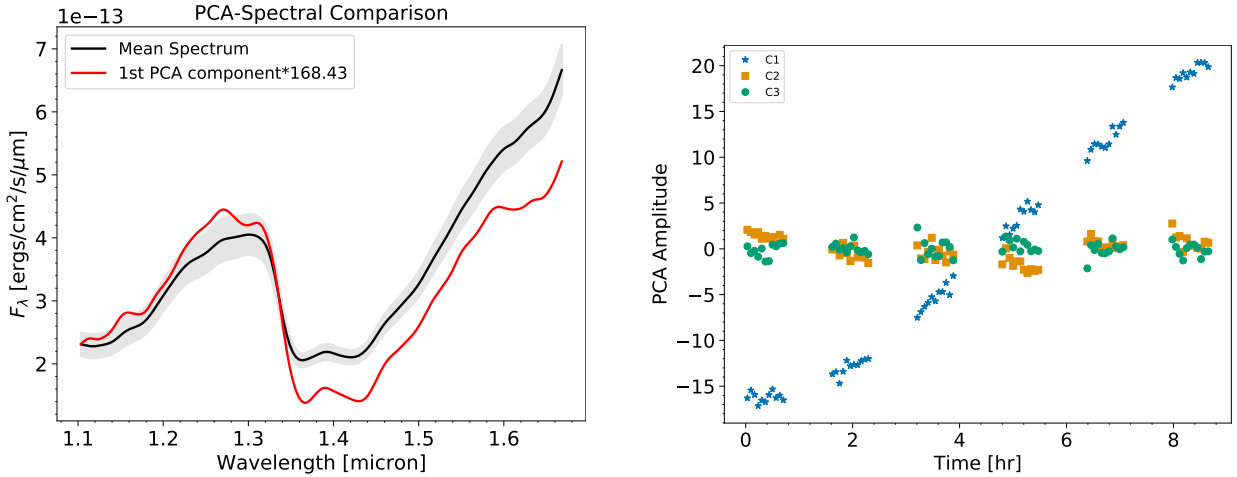 PCA-Spectral Comparison
1e−13
Mean Spectrum
1st PCA component*168.43
7
6
5
4
3
2
F_λ [ergs/cm²/s/μm]
1.1 1.2 1.3 1.4 1.5 1.6
Wavelength [micron]
C1
C2
C3
20
15
10
5
0
−5
−10
−15
PCA Amplitude
0 2 4 6 8
Time [hr]